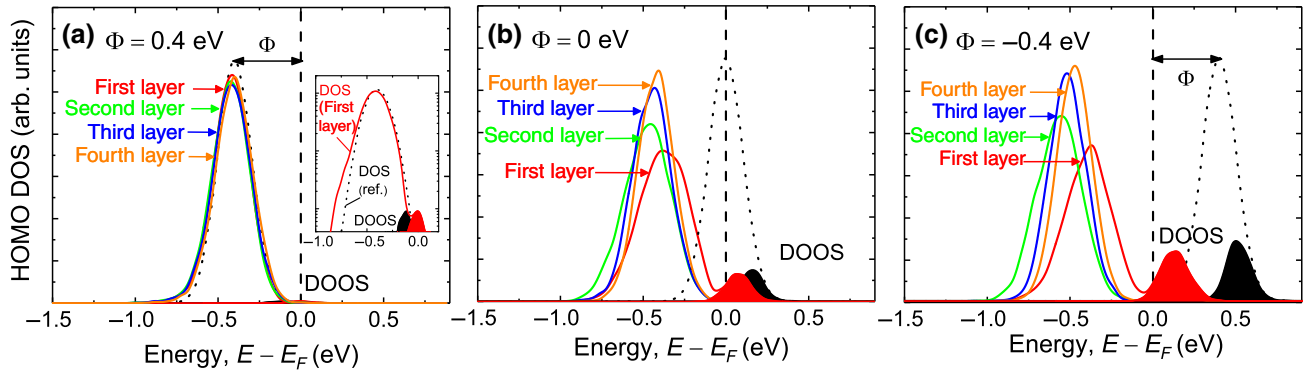 HOMO DOS (arb. units)
(a) Φ = 0.4 eV
Φ
First layer
Second layer
Third layer
Fourth layer
DOS
(First
layer)
DOS
(ref.)
DOOS
−1.0 −0.5 0.0
DOOS
−1.5 −1.0 −0.5 0.0 0.5
Energy, E − E_F (eV)
(b) Φ = 0 eV
Fourth layer
Third layer
Second layer
First layer
DOOS
−1.5 −1.0 −0.5 0.0 0.5
Energy, E − E_F (eV)
(c) Φ = −0.4 eV
Φ
Fourth layer
Third layer
Second layer
First layer
DOOS
−1.5 −1.0 −0.5 0.0 0.5
Energy, E − E_F (eV)